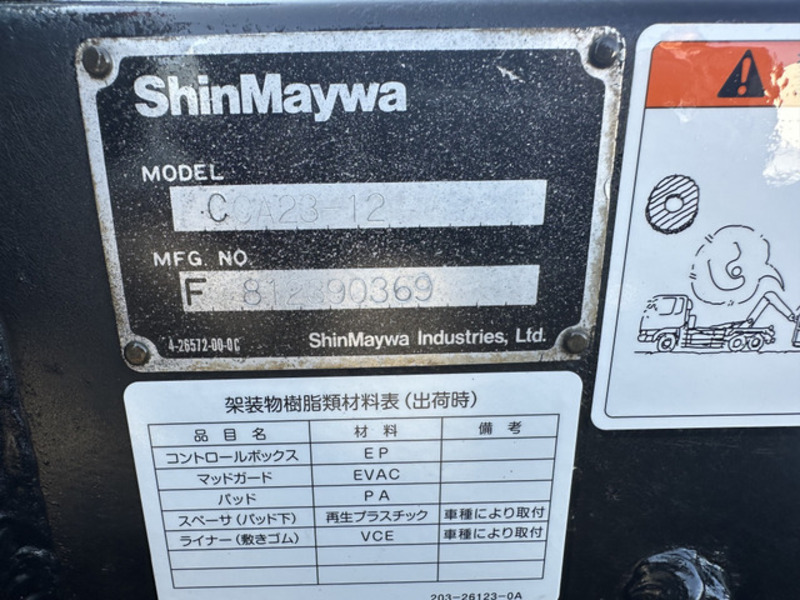 ShinMaywa
MODEL
CCA23-12
MFG NO.
F 812390369
4-26572-00-0C ShinMaywa Industries, Ltd.
架装物樹脂類材料表(出荷時)
品目名 材料 備考
コントロールボックス EP
マッドガード EVAC
パッド PA
スペーサ(パッド下) 再生プラスチック 車種により取付
ライナー(敷きゴム) VCE 車種により取付
203-26123-0A